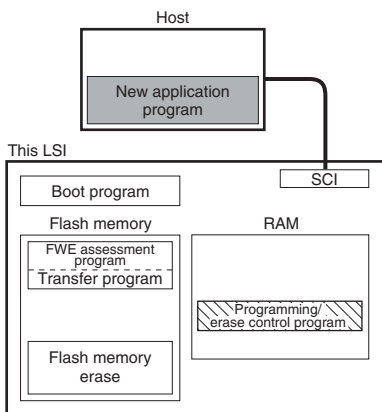 Host
New application
program
This LSI
SCI
Boot program
Flash memory
RAM
FWE assessment
program
Transfer program
Programming/
erase control program
Flash memory
erase